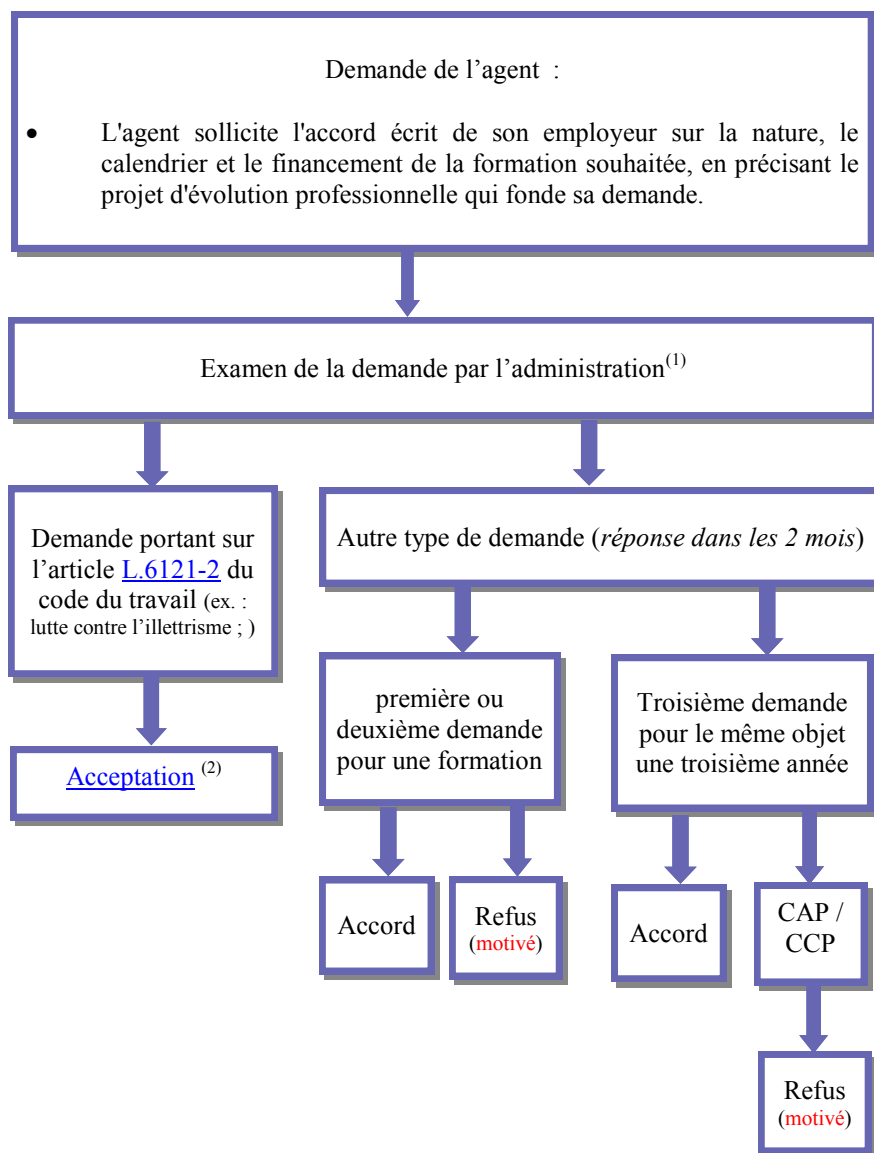 Demande de l’agent :
• L'agent sollicite l'accord écrit de son employeur sur la nature, le
calendrier et le financement de la formation souhaitée, en précisant le
projet d'évolution professionnelle qui fonde sa demande.
Examen de la demande par l’administration(1)
Demande portant sur
l’article L.6121-2 du
code du travail (ex. :
lutte contre l’illettrisme ; )
Acceptation (2)
Autre type de demande (réponse dans les 2 mois)
première ou
deuxième demande
pour une formation
Troisième demande
pour le même objet
une troisième année
Accord
Refus
(motivé)
Accord
CAP /
CCP
Refus
(motivé)